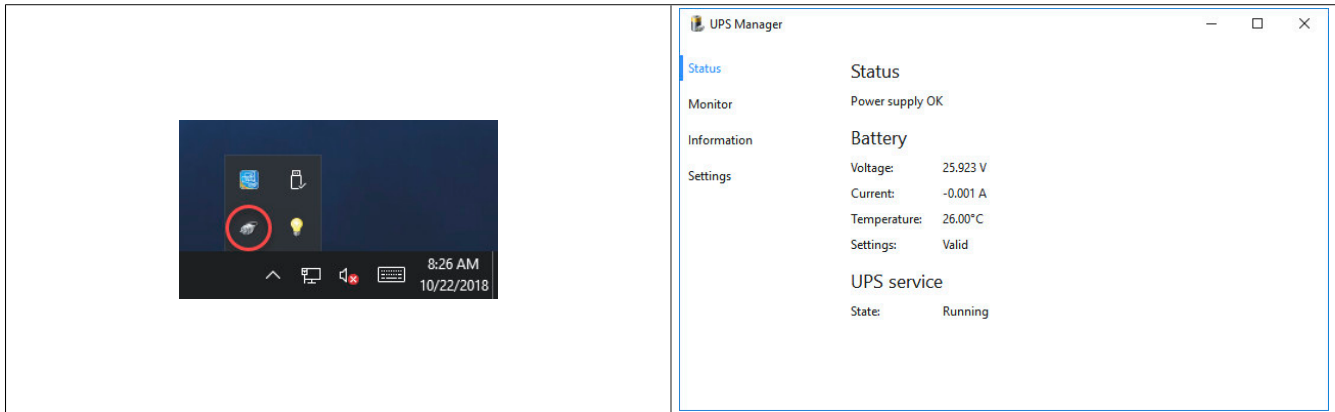 8:26 AM
10/22/2018
UPS Manager
Status
Monitor
Information
Settings
Status
Power supply OK
Battery
Voltage: 25.923 V
Current: -0.001 A
Temperature: 26.00°C
Settings: Valid
UPS service
State: Running